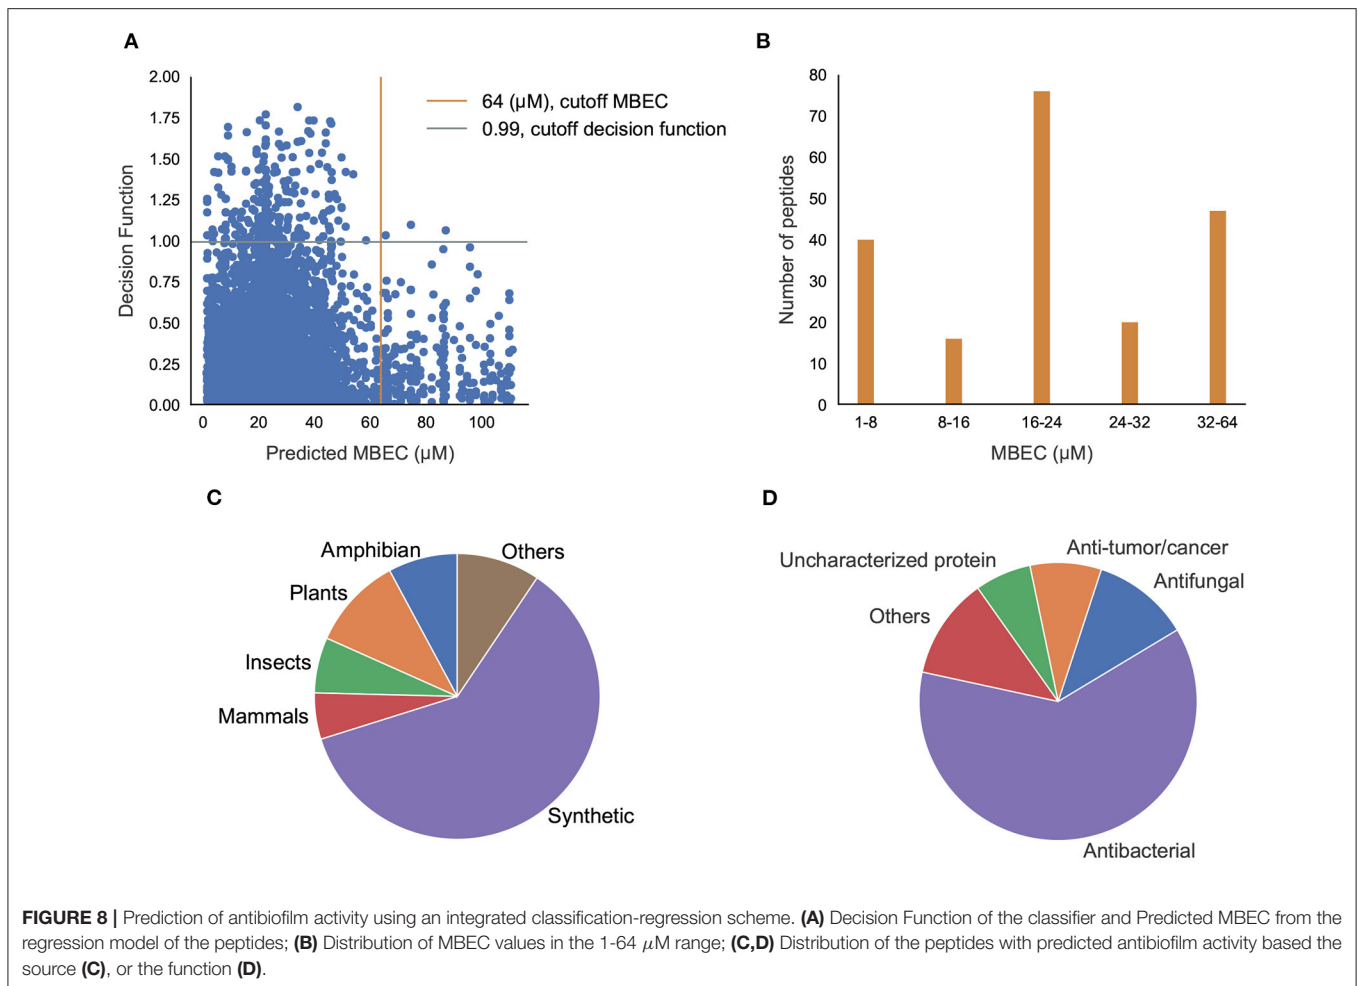 A
2.00
1.75
1.50
1.25
1.00
0.75
0.50
0.25
0.00
Decision Function
0 20 40 60 80 100
Predicted MBEC (µM)
64 (µM), cutoff MBEC
0.99, cutoff decision function
B
80
70
60
50
40
30
20
10
0
Number of peptides
1-8 8-16 16-24 24-32 32-64
MBEC (µM)
C
Amphibian
Others
Plants
Insects
Mammals
Synthetic
D
Anti-tumor/cancer
Uncharacterized protein
Antifungal
Others
Antibacterial
FIGURE 8 | Prediction of antibiofilm activity using an integrated classification-regression scheme. (A) Decision Function of the classifier and Predicted MBEC from the
regression model of the peptides; (B) Distribution of MBEC values in the 1-64 µM range; (C,D) Distribution of the peptides with predicted antibiofilm activity based the
source (C), or the function (D).